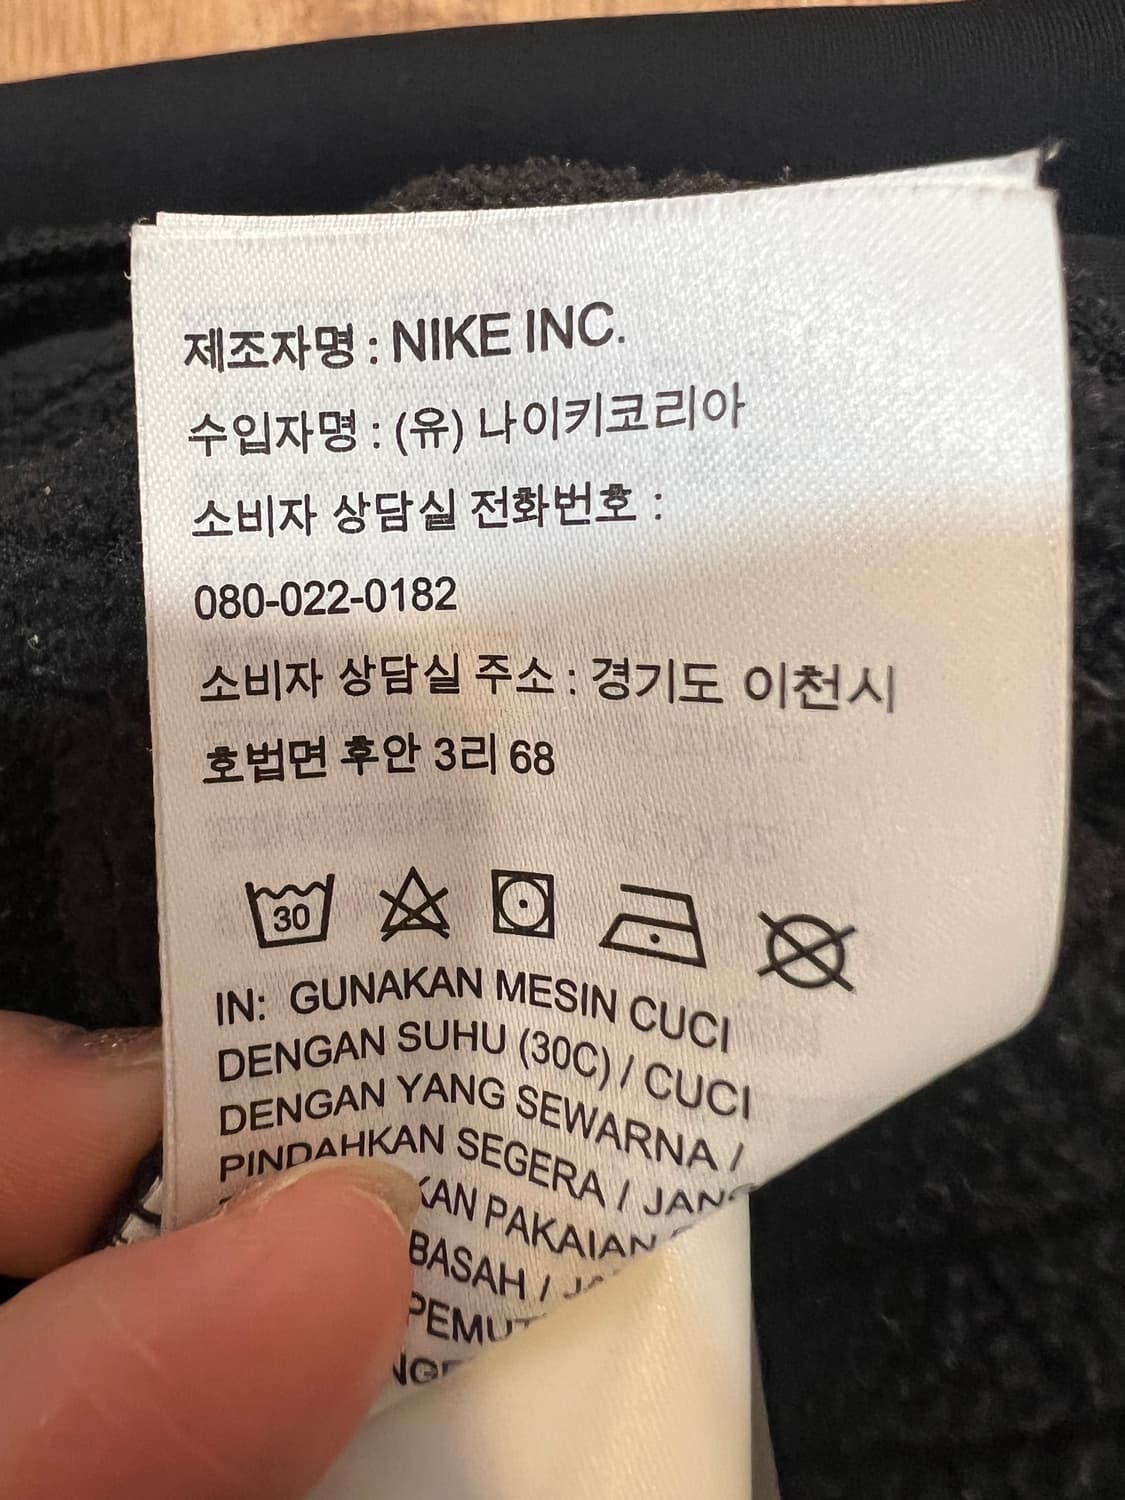 제조자명 : NIKE INC.
수입자명 : (유) 나이키코리아
소비자 상담실 전화번호 :
080-022-0182
소비자 상담실 주소 : 경기도 이천시
호법면 후안 3리 68
30
IN: GUNAKAN MESIN CUCI
DENGAN SUHU (30C) / CUCI
DENGAN YANG SEWARNA /
PINDAHKAN SEGERA /
PAKAIAN
BASAH /